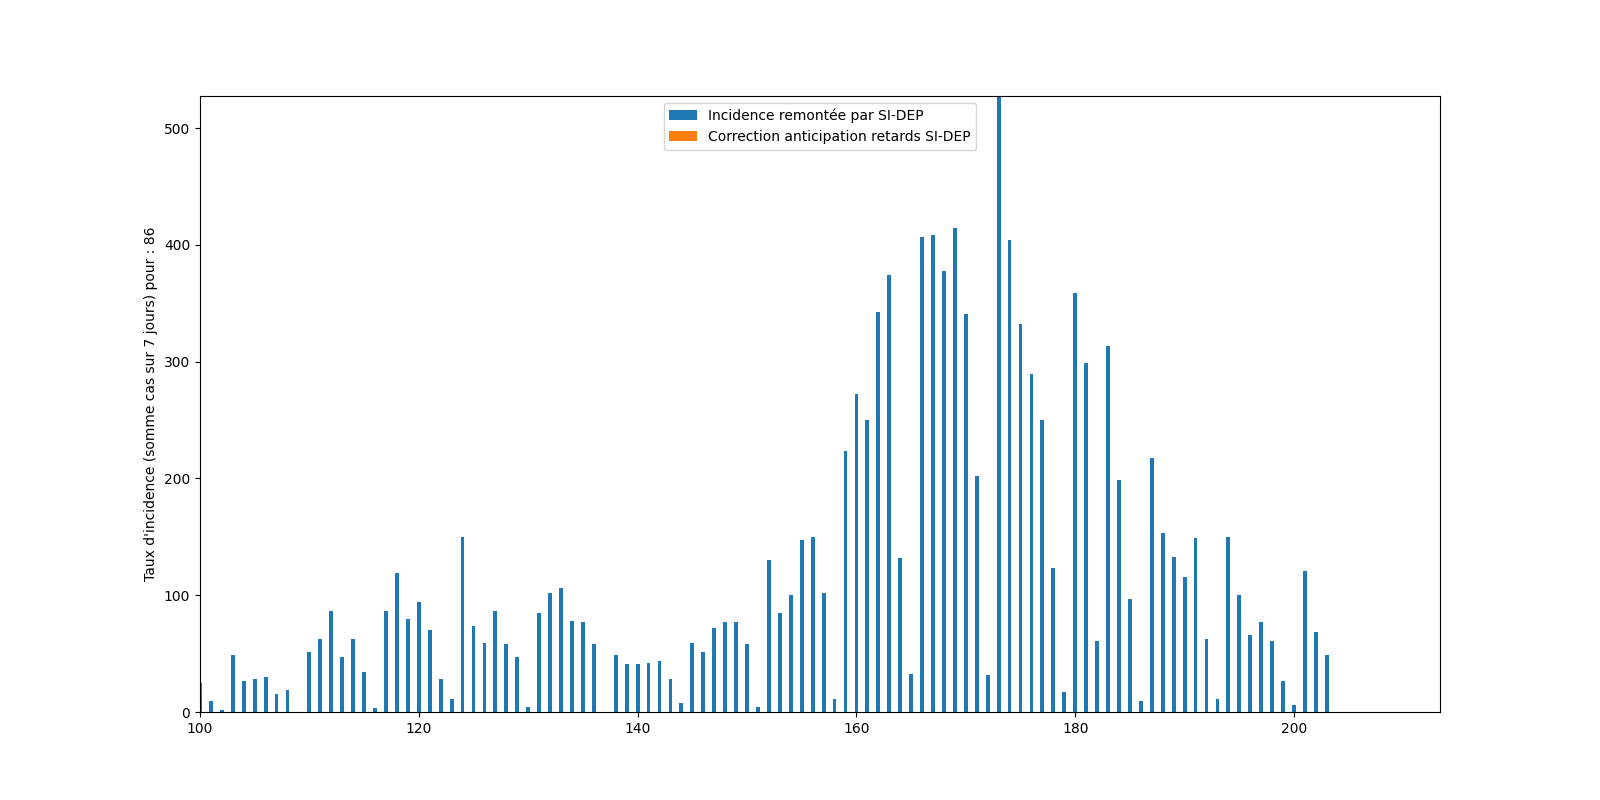 Incidence remontée par SI-DEP
Correction anticipation retards SI-DEP
Taux d'incidence (somme cas sur 7 jours) pour : 86
500
400
300
200
100
0
100 120 140 160 180 200